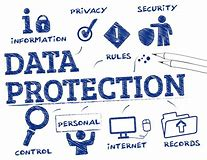 PRIVACY
SECURITY
INFORMATION
RULES
DATA
PROTECTION
PERSONAL
CONTROL
INTERNET
RECORDS